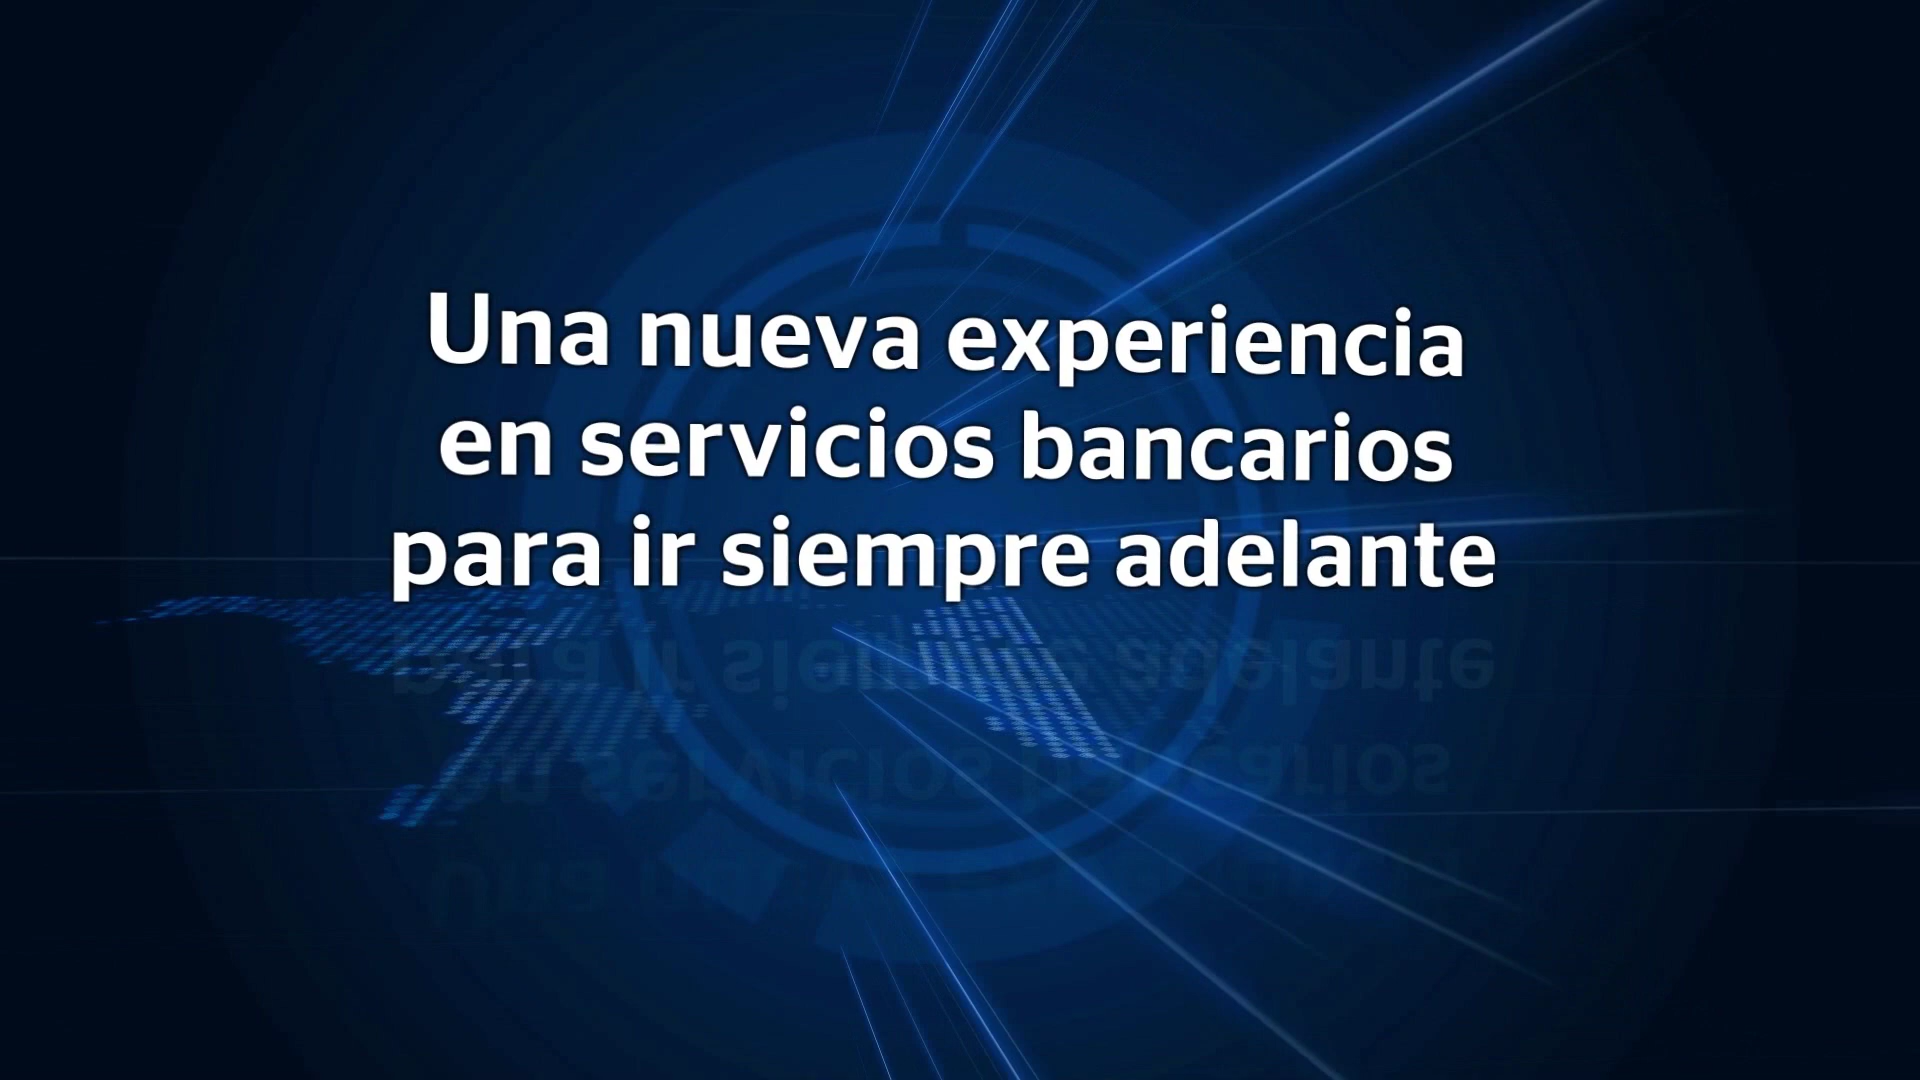 Una nueva experiencia
en servicios bancarios
para ir siempre adelante